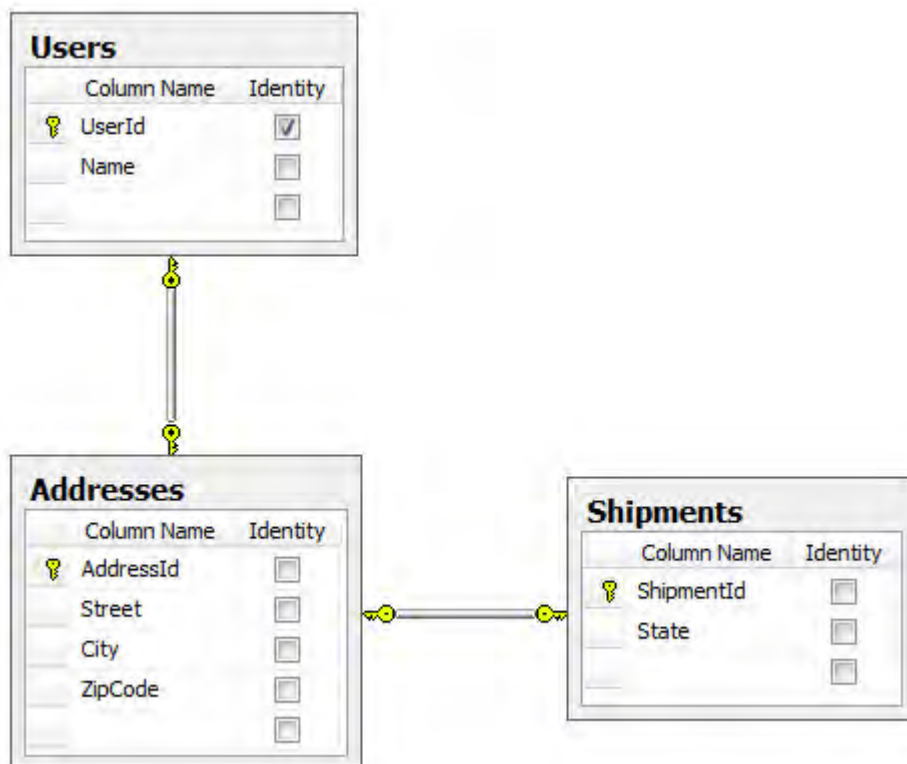 Users
Column Name Identity
UserId
Name
Addresses
Column Name Identity
AddressId
Street
City
ZipCode
Shipments
Column Name Identity
ShipmentId
State